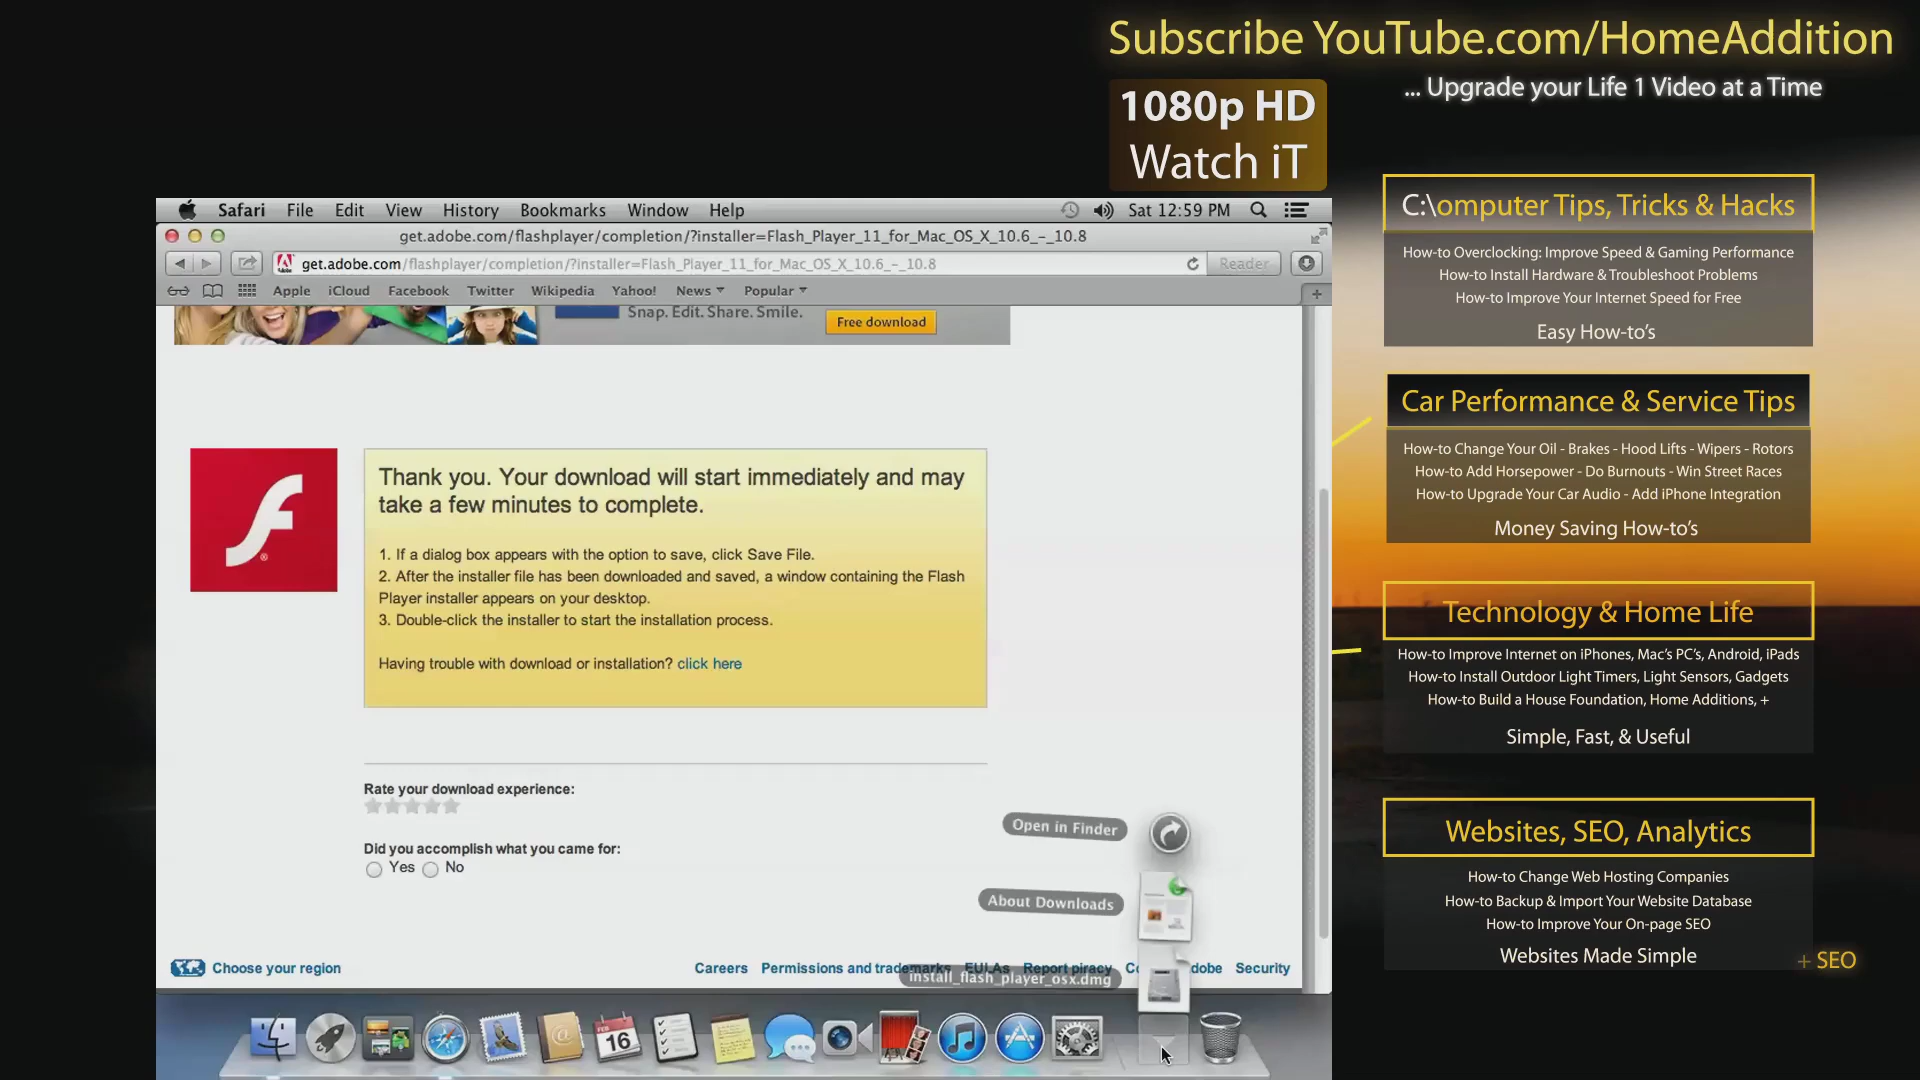 Subscribe YouTube.com/HomeAddition
... Upgrade your Life 1 Video at a Time
1080p HD
Watch iT
Safari File Edit View History Bookmarks Window Help
Sat 12:59 PM
get.adobe.com/flashplayer/completion/?installer=Flash_Player_11_for_Mac_OS_X_10.6_-_10.8
get.adobe.com/flashplayer/completion/?installer=Flash_Player_11_for_Mac_OS_X_10.6_-_10.8
Reader
Apple iCloud Facebook Twitter Wikipedia Yahoo! News Popular
Snap. Edit. Share. Smile.
Free download
Thank you. Your download will start immediately and may
take a few minutes to complete.
1. If a dialog box appears with the option to save, click Save File.
2. After the installer file has been downloaded and saved, a window containing the Flash
Player installer appears on your desktop.
3. Double-click the installer to start the installation process.
Having trouble with download or installation? click here
Rate your download experience:
Did you accomplish what you came for:
Yes No
Open in Finder
About Downloads
install_flash_player_osx.dmg
Choose your region
Careers Permissions and trademarks EULAs Report piracy
Security
FEB
16
C:\omputer Tips, Tricks & Hacks
How-to Overclocking: Improve Speed & Gaming Performance
How-to Install Hardware & Troubleshoot Problems
How-to Improve Your Internet Speed for Free
Easy How-to's
Car Performance & Service Tips
How-to Change Your Oil - Brakes - Hood Lifts - Wipers - Rotors
How-to Add Horsepower - Do Burnouts - Win Street Races
How-to Upgrade Your Car Audio - Add iPhone Integration
Money Saving How-to's
Technology & Home Life
How-to Improve Internet on iPhones, Mac's PC's, Android, iPads
How-to Install Outdoor Light Timers, Light Sensors, Gadgets
How-to Build a House Foundation, Home Additions, +
Simple, Fast, & Useful
Websites, SEO, Analytics
How-to Change Web Hosting Companies
How-to Backup & Import Your Website Database
How-to Improve Your On-page SEO
Websites Made Simple
+ SEO